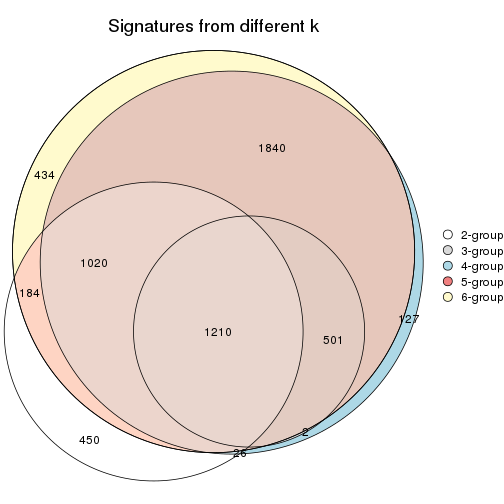 Signatures from different k
1840
434
1020
184
127
1210
501
2
450
26
2-group
3-group
4-group
5-group
6-group